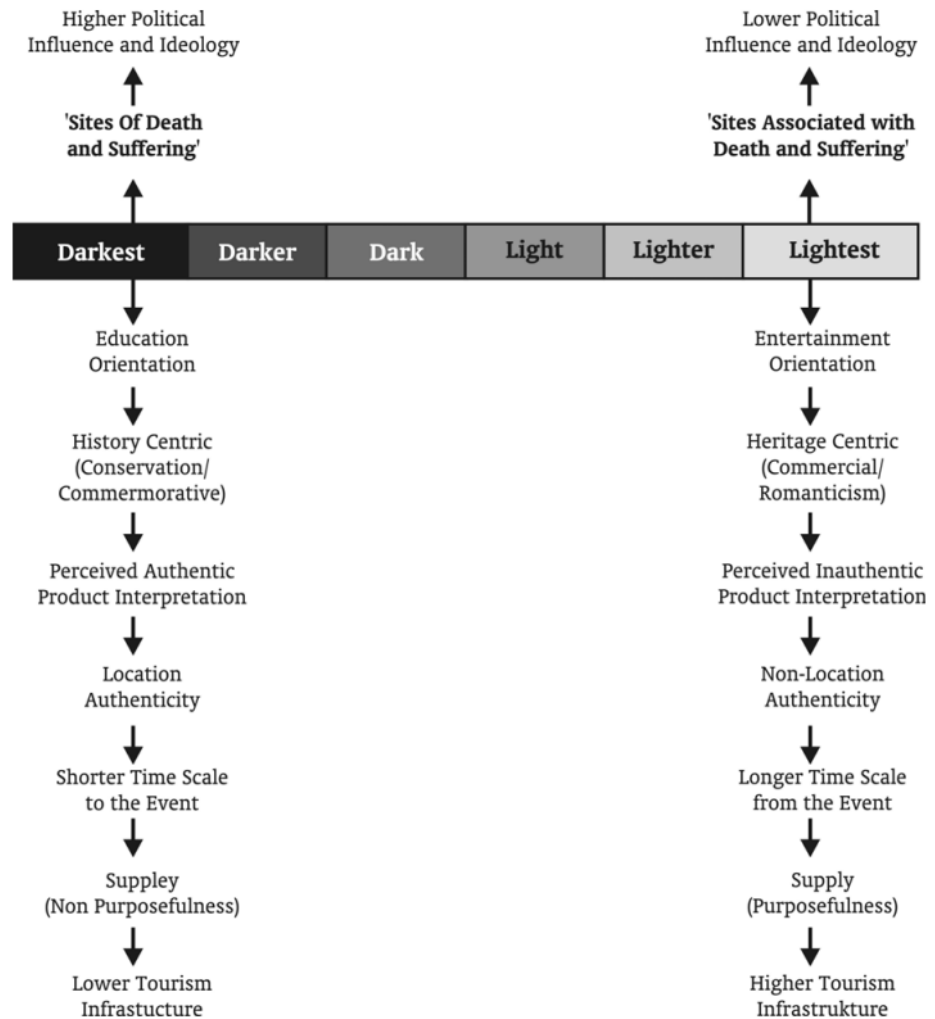 Higher Political
Influence and Ideology
Lower Political
Influence and Ideology
'Sites Of Death
and Suffering'
'Sites Associated with
Death and Suffering'
Darkest
Darker
Dark
Light
Lighter
Lightest
Education
Orientation
History Centric
(Conservation/
Commermorative)
Perceived Authentic
Product Interpretation
Location
Authenticity
Shorter Time Scale
to the Event
Suppley
(Non Purposefulness)
Lower Tourism
Infrastucture
Entertainment
Orientation
Heritage Centric
(Commercial/
Romanticism)
Perceived Inauthentic
Product Interpretation
Non-Location
Authenticity
Longer Time Scale
from the Event
Supply
(Purposefulness)
Higher Tourism
Infrastrukture